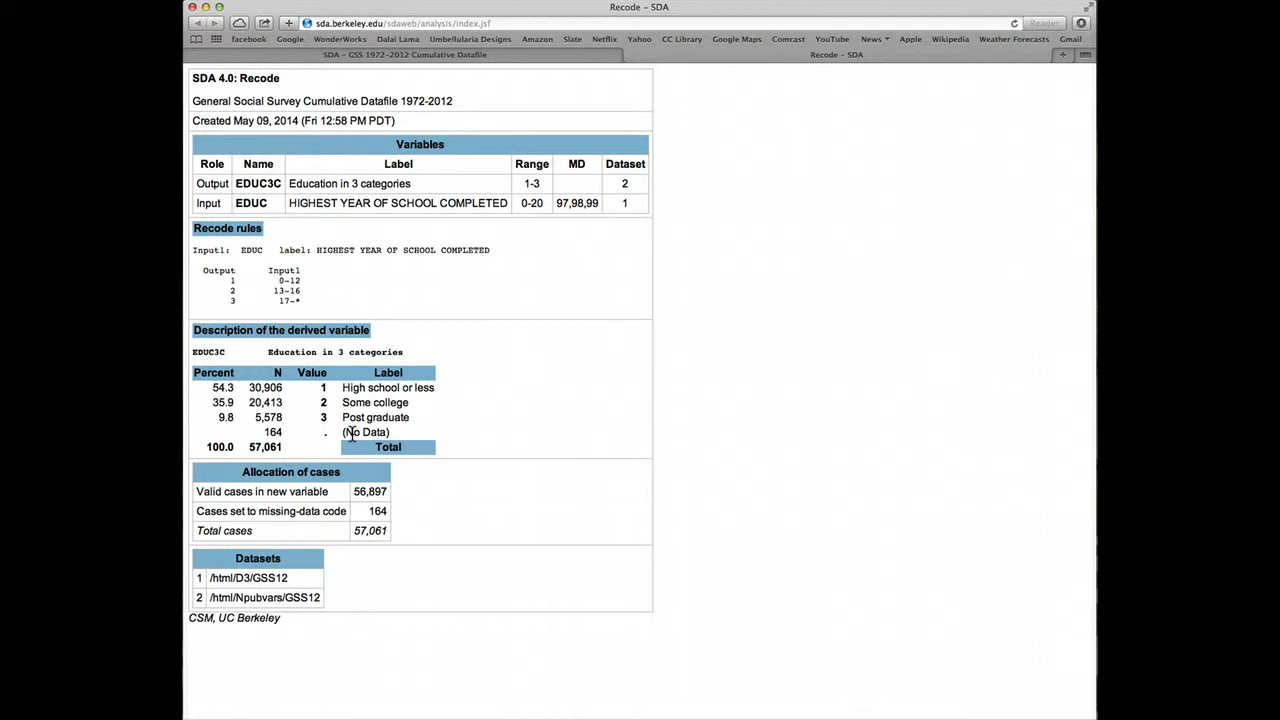 Recode – SDA
sda.berkeley.edu/sdaweb/analysis/index.jsf
Reader
facebook Google WonderWorks Dalai Lama Umbellularia Designs Amazon Slate Netflix Yahoo CC Library Google Maps Comcast YouTube News Apple Wikipedia Weather Forecasts Gmail
SDA – GSS 1972–2012 Cumulative Datafile Recode – SDA
SDA 4.0: Recode
General Social Survey Cumulative Datafile 1972-2012
Created May 09, 2014 (Fri 12:58 PM PDT)
Variables
Role Name Label Range MD Dataset
Output EDUC3C Education in 3 categories 1-3 2
Input EDUC HIGHEST YEAR OF SCHOOL COMPLETED 0-20 97,98,99 1
Recode rules
Input1: EDUC label: HIGHEST YEAR OF SCHOOL COMPLETED
Output Input1
1 0-12
2 13-16
3 17-*
Description of the derived variable
EDUC3C Education in 3 categories
Percent N Value Label
54.3 30,906 1 High school or less
35.9 20,413 2 Some college
9.8 5,578 3 Post graduate
164 . (No Data)
100.0 57,061 Total
Allocation of cases
Valid cases in new variable 56,897
Cases set to missing-data code 164
Total cases 57,061
Datasets
1 /html/D3/GSS12
2 /html/Npubvars/GSS12
CSM, UC Berkeley